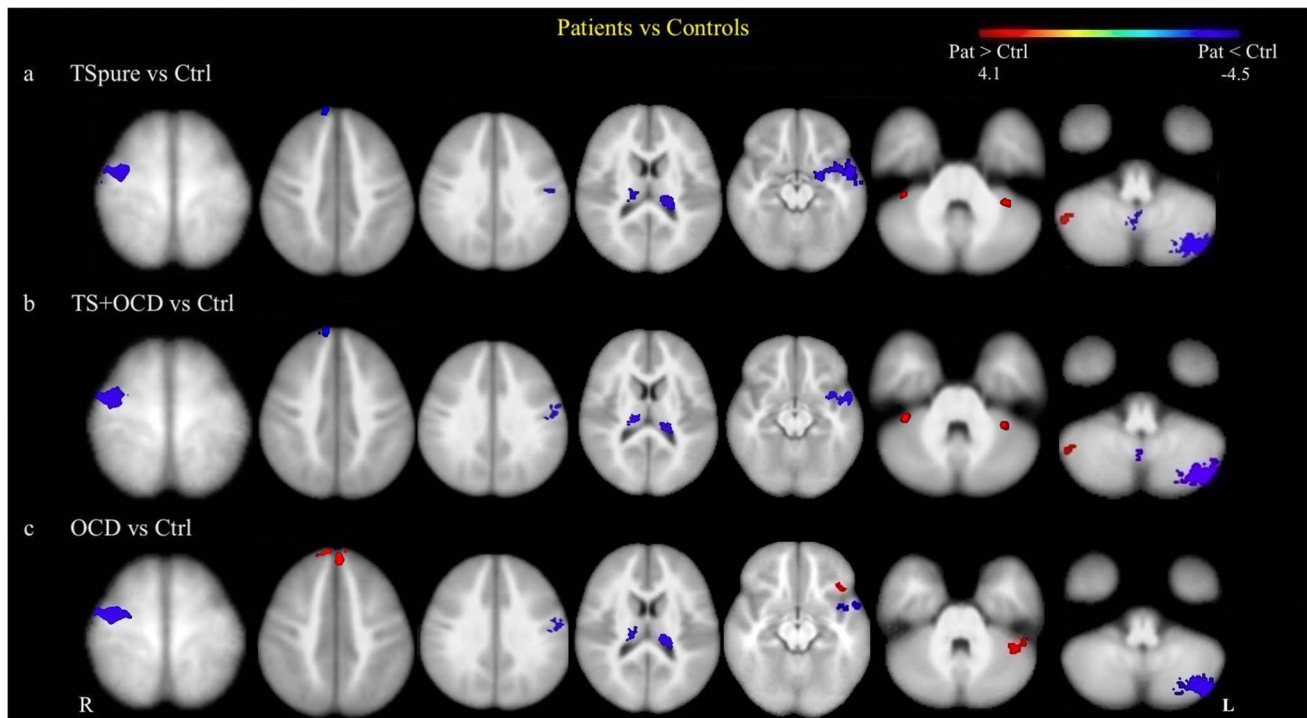 Patients vs Controls
Pat > Ctrl Pat < Ctrl
4.1 -4.5
a TSpure vs Ctrl
b TS+OCD vs Ctrl
c OCD vs Ctrl
R L